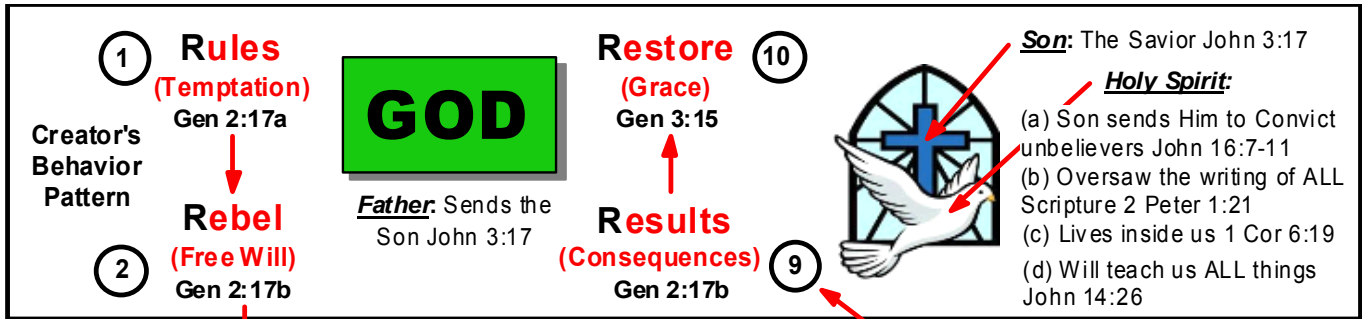 Creator's
Behavior
Pattern
1
Rules
(Temptation)
Gen 2:17a
2
Rebel
(Free Will)
Gen 2:17b
GOD
Father: Sends the
Son John 3:17
Restore
(Grace)
Gen 3:15
10
Results
(Consequences)
Gen 2:17b
9
Son: The Savior John 3:17
Holy Spirit:
(a) Son sends Him to Convict
unbelievers John 16:7-11
(b) Oversaw the writing of ALL
Scripture 2 Peter 1:21
(c) Lives inside us 1 Cor 6:19
(d) Will teach us ALL things
John 14:26